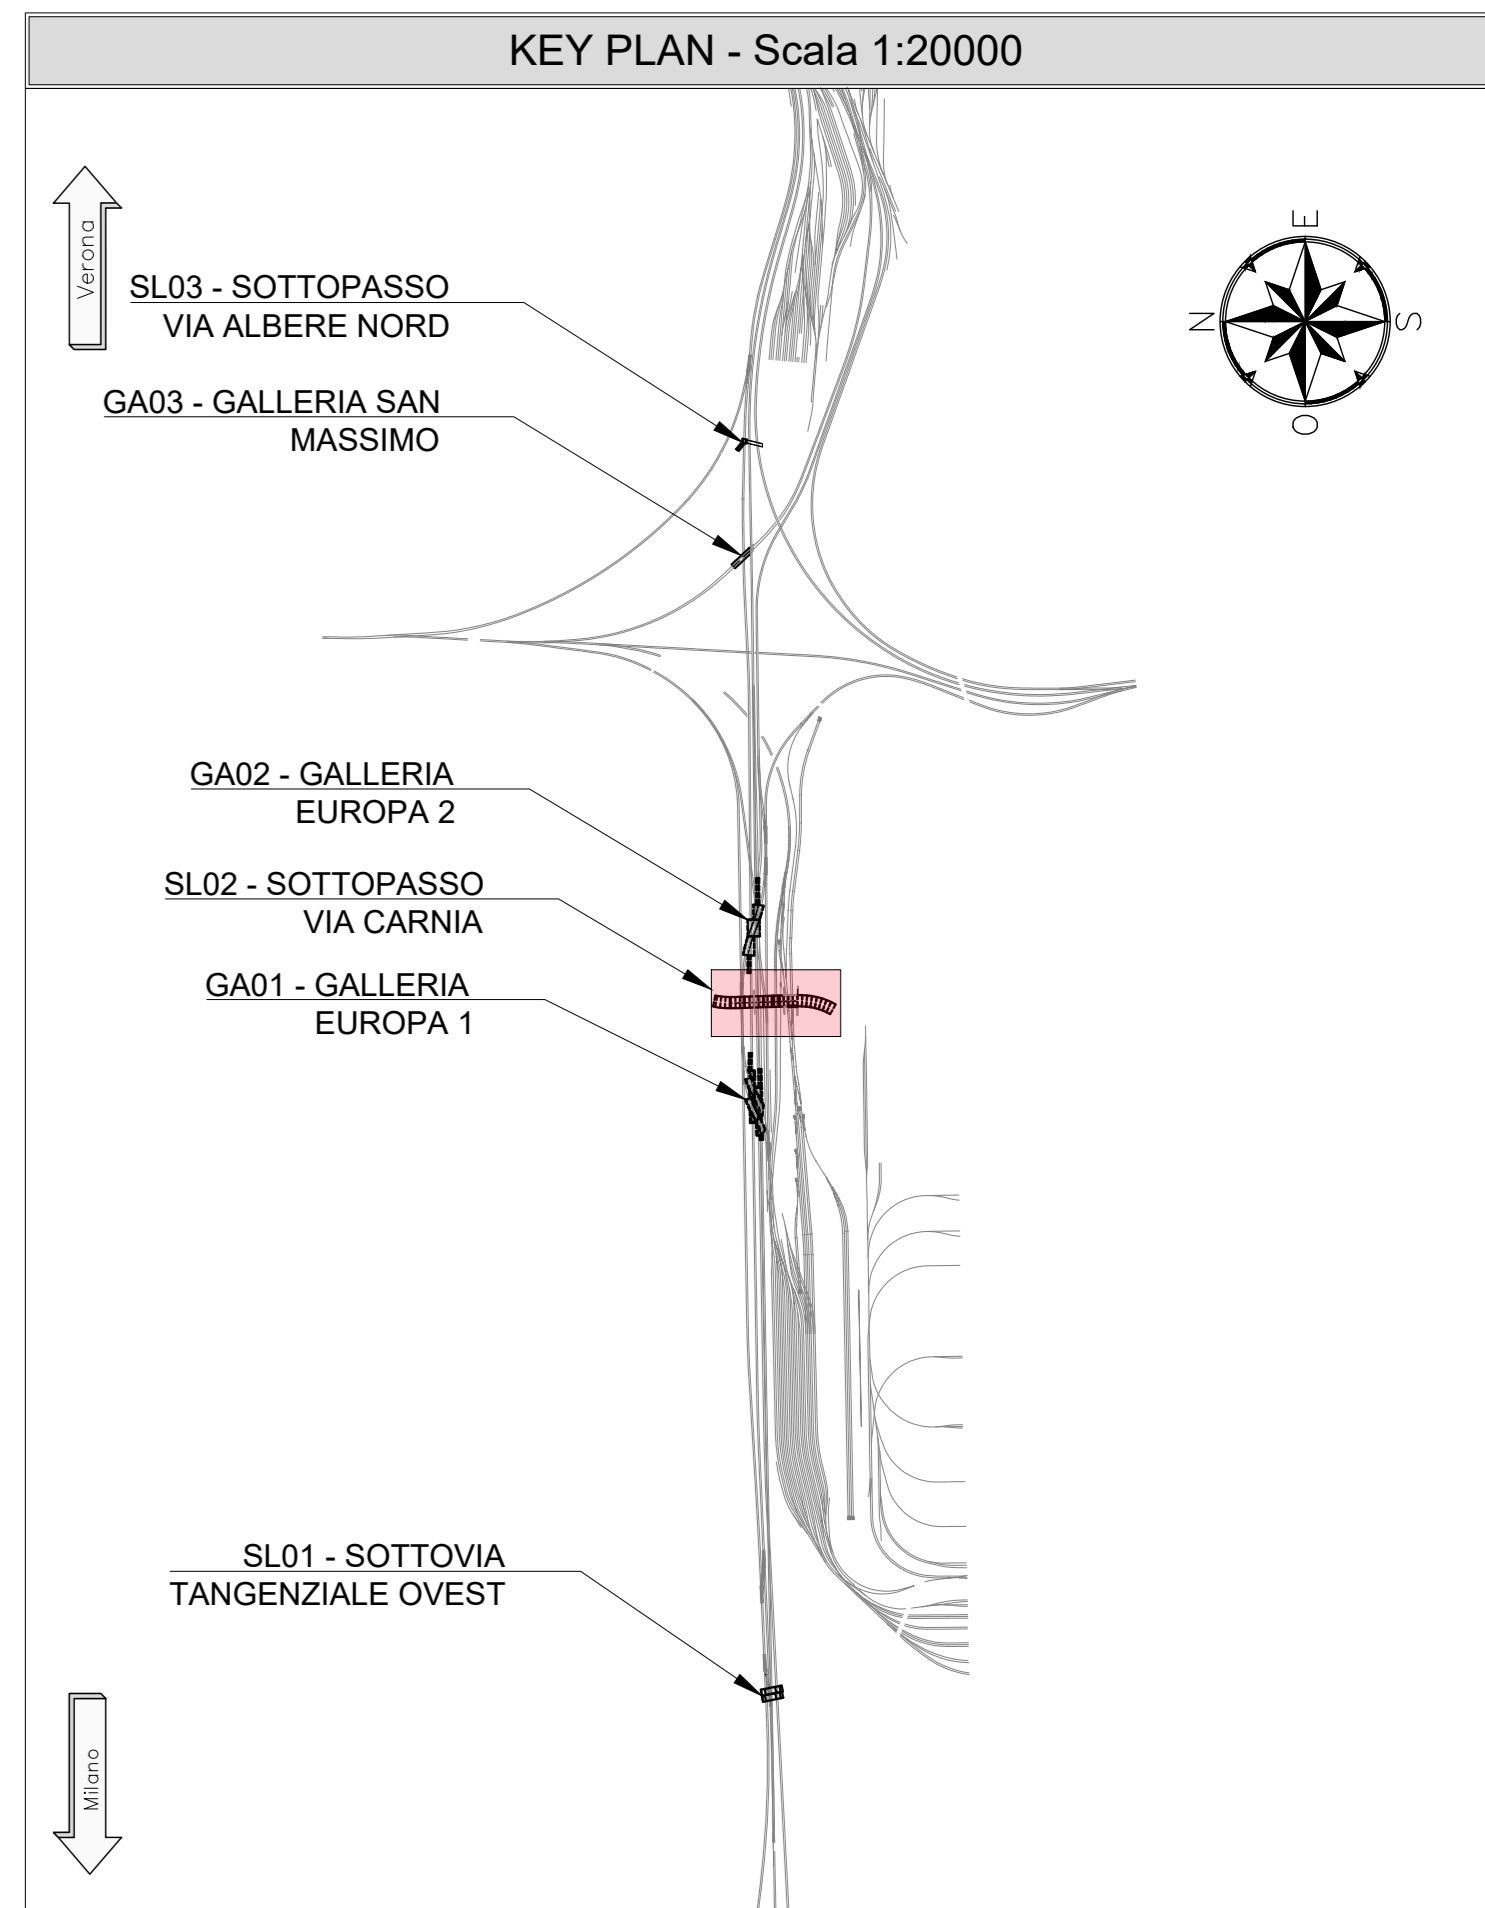 KEY PLAN - Scala 1:20000
Verona
E
N
S
O
SL03 - SOTTOPASSO
VIA ALBERE NORD
GA03 - GALLERIA SAN
MASSIMO
GA02 - GALLERIA
EUROPA 2
SL02 - SOTTOPASSO
VIA CARNIA
GA01 - GALLERIA
EUROPA 1
SL01 - SOTTOVIA
TANGENZIALE OVEST
Milano